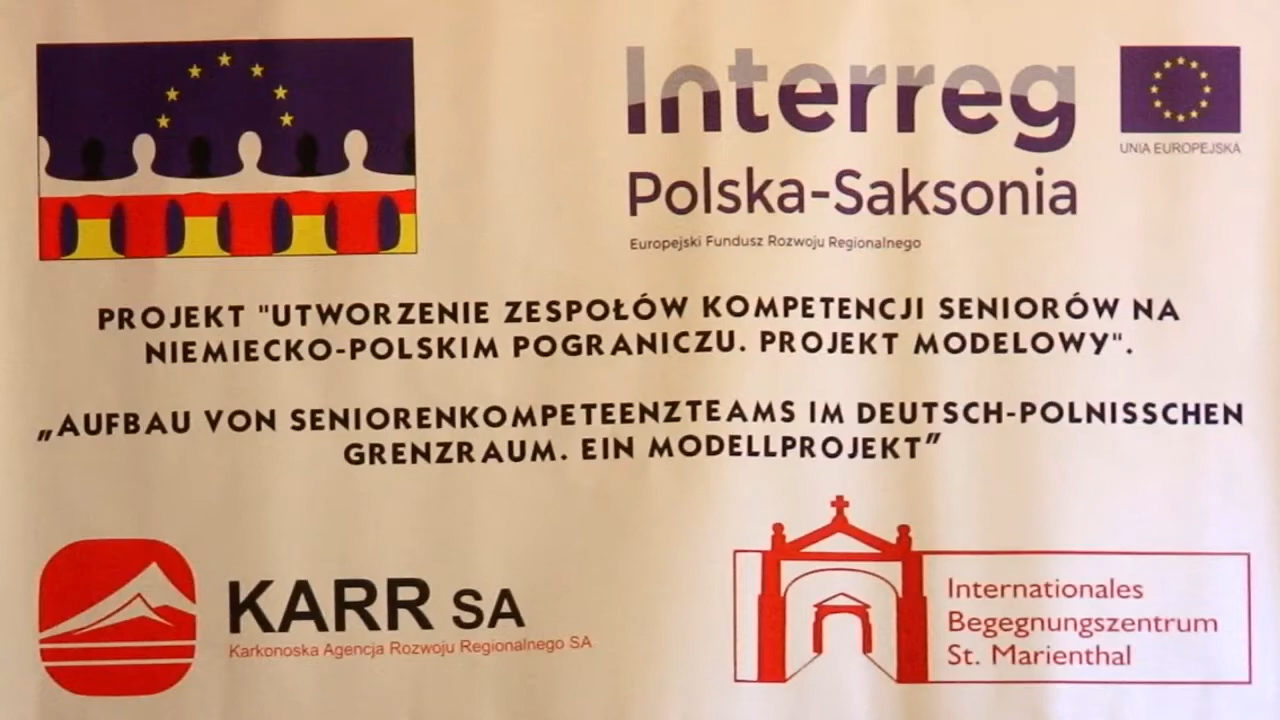 Interreg
UNIA EUROPEJSKA
Polska-Saksonia
Europejski Fundusz Rozwoju Regionalnego
PROJEKT "UTWORZENIE ZESPOŁÓW KOMPETENCJI SENIORÓW NA
NIEMIECKO-POLSKIM POGRANICZU. PROJEKT MODELOWY".
„AUFBAU VON SENIORENKOMPETEENZTEAMS IM DEUTSCH-POLNISSCHEN
GRENZRAUM. EIN MODELLPROJEKT”
KARR SA
Karkonoska Agencja Rozwoju Regionalnego SA
Internationales
Begegnungszentrum
St. Marienthal